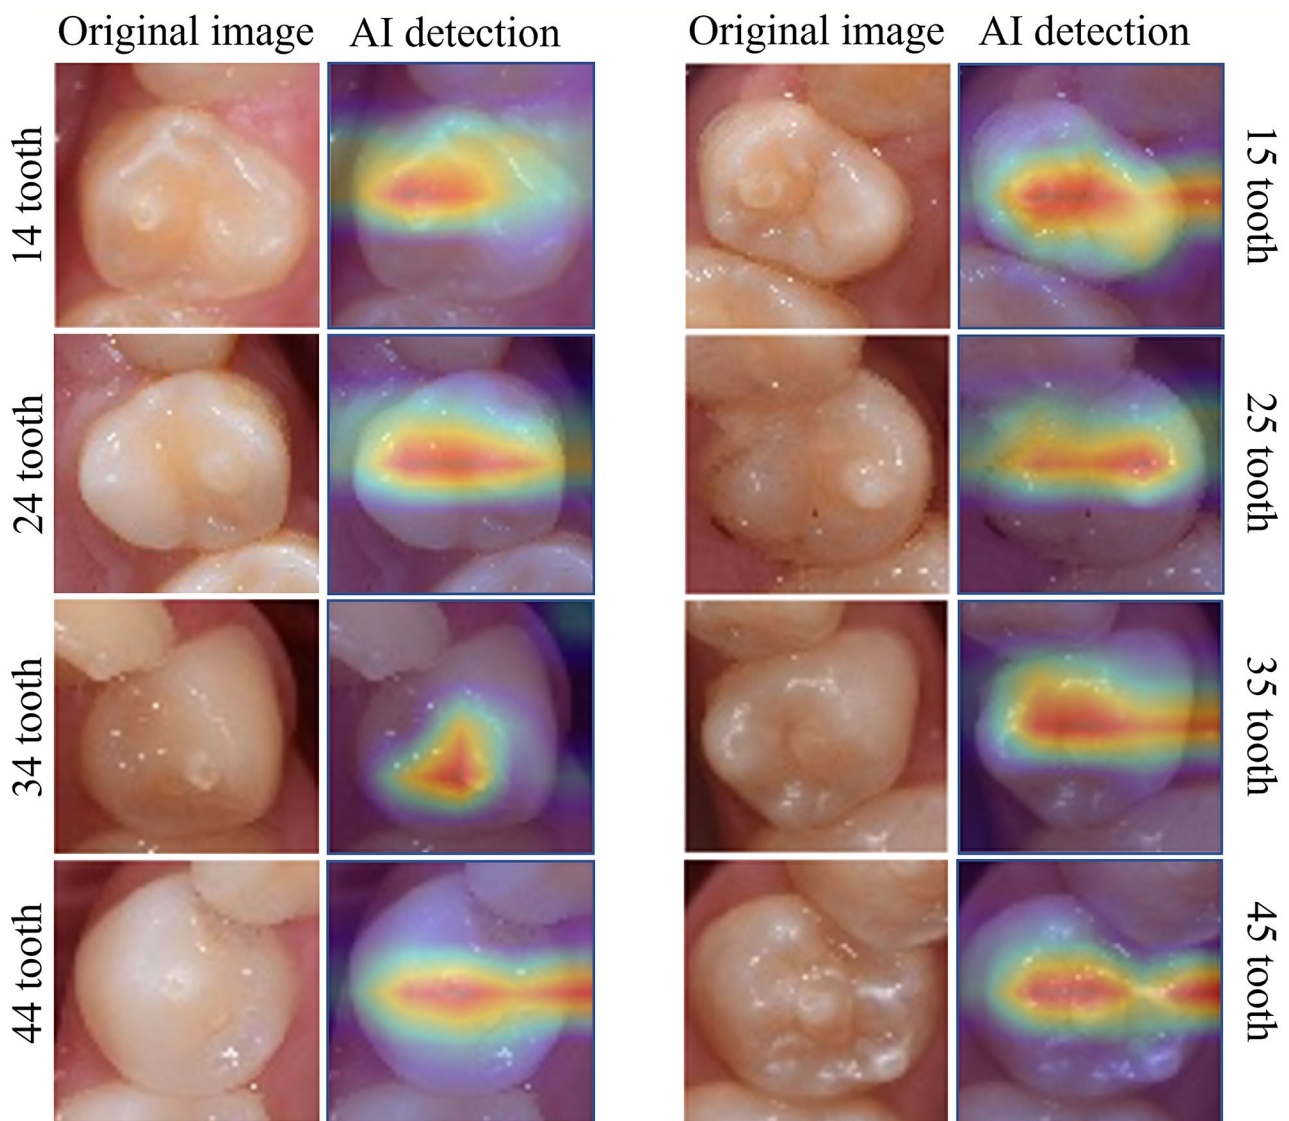 Original image AI detection Original image AI detection
14 tooth
15 tooth
24 tooth
25 tooth
34 tooth
35 tooth
44 tooth
45 tooth